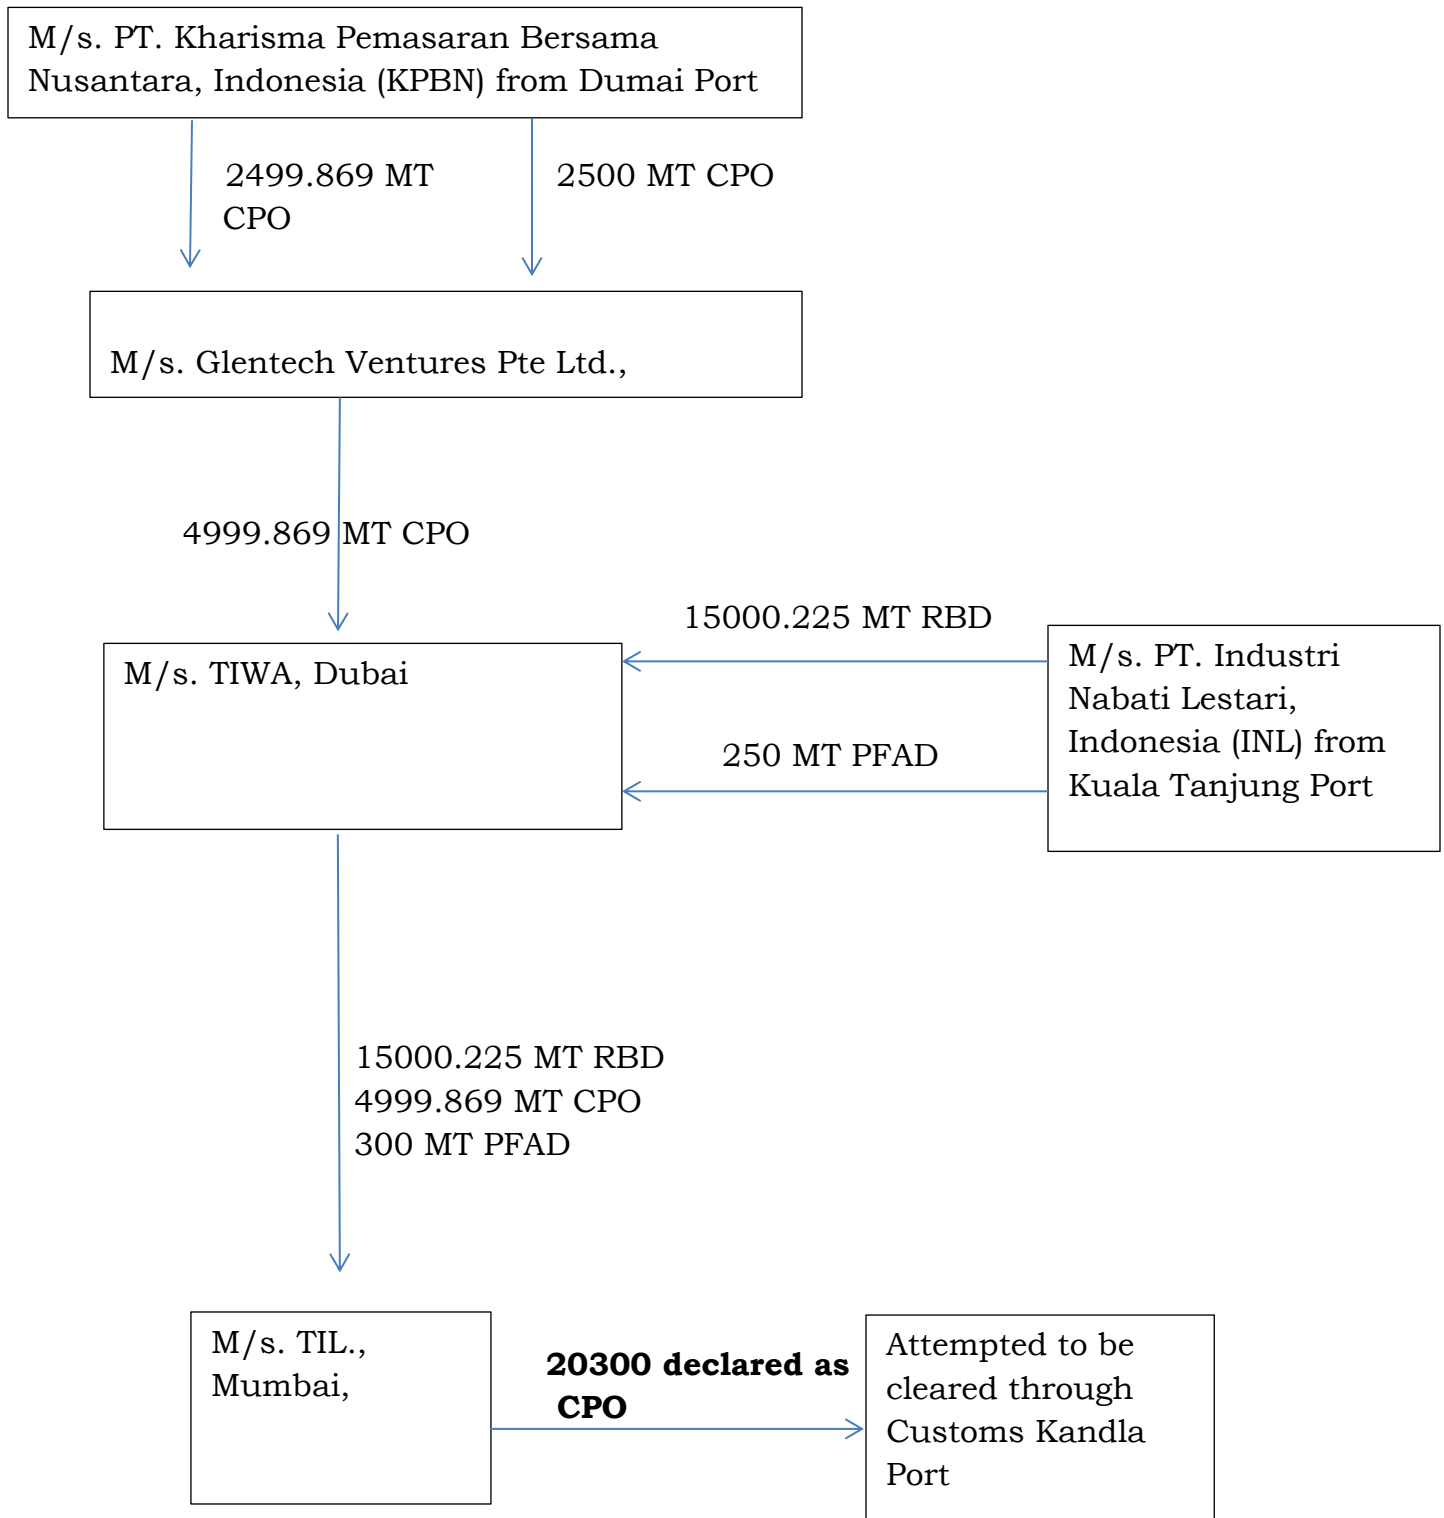 M/s. PT. Kharisma Pemasaran Bersama
Nusantara, Indonesia (KPBN) from Dumai Port
2499.869 MT
CPO
2500 MT CPO
M/s. Glentech Ventures Pte Ltd.,
4999.869 MT CPO
15000.225 MT RBD
M/s. TIWA, Dubai
250 MT PFAD
M/s. PT. Industri
Nabati Lestari,
Indonesia (INL) from
Kuala Tanjung Port
15000.225 MT RBD
4999.869 MT CPO
300 MT PFAD
M/s. TIL.,
Mumbai,
20300 declared as
CPO
Attempted to be
cleared through
Customs Kandla
Port